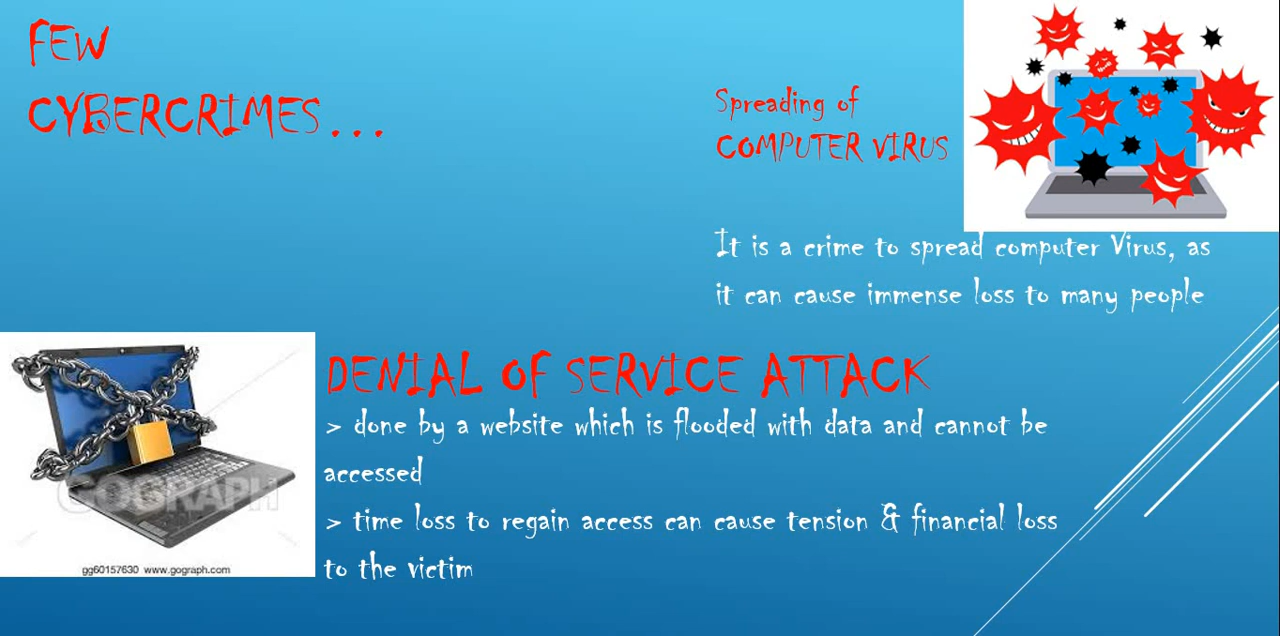 FEW
CYBERCRIMES...
Spreading of
COMPUTER VIRUS
It is a crime to spread computer Virus, as
it can cause immense loss to many people
DENIAL OF SERVICE ATTACK
> done by a website which is flooded with data and cannot be
accessed
> time loss to regain access can cause tension & financial loss
to the victim
GOGRAPH
gg60157630 www.gograph.com